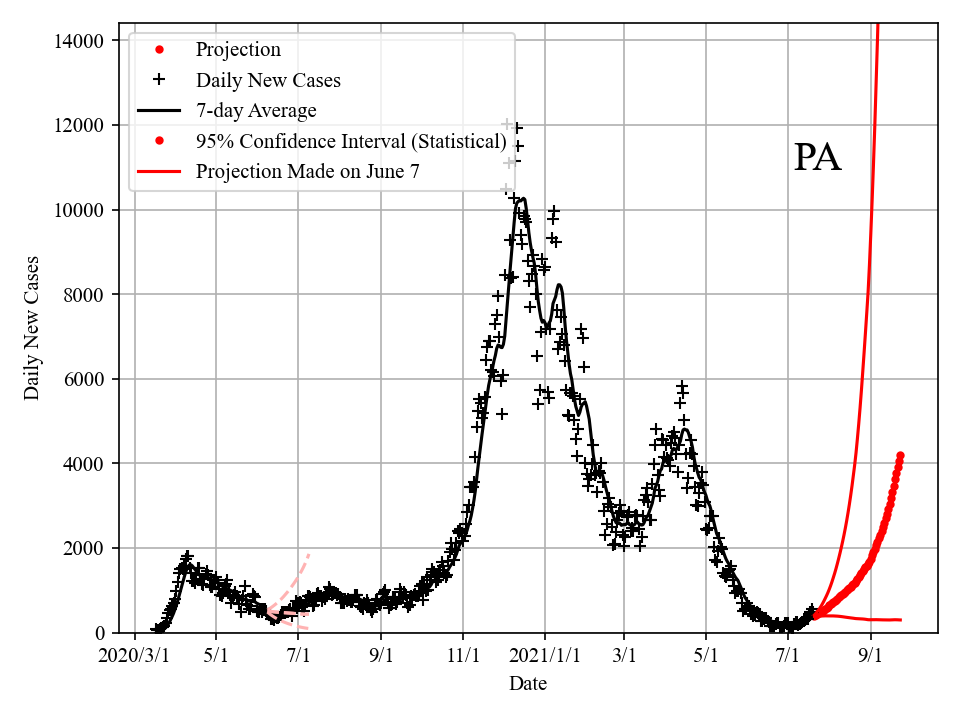 14000
12000
10000
8000
6000
4000
2000
0
Daily New Cases
Projection
Daily New Cases
7-day Average
95% Confidence Interval (Statistical)
Projection Made on June 7
PA
2020/3/1 5/1 7/1 9/1 11/1 2021/1/1 3/1 5/1 7/1 9/1
Date